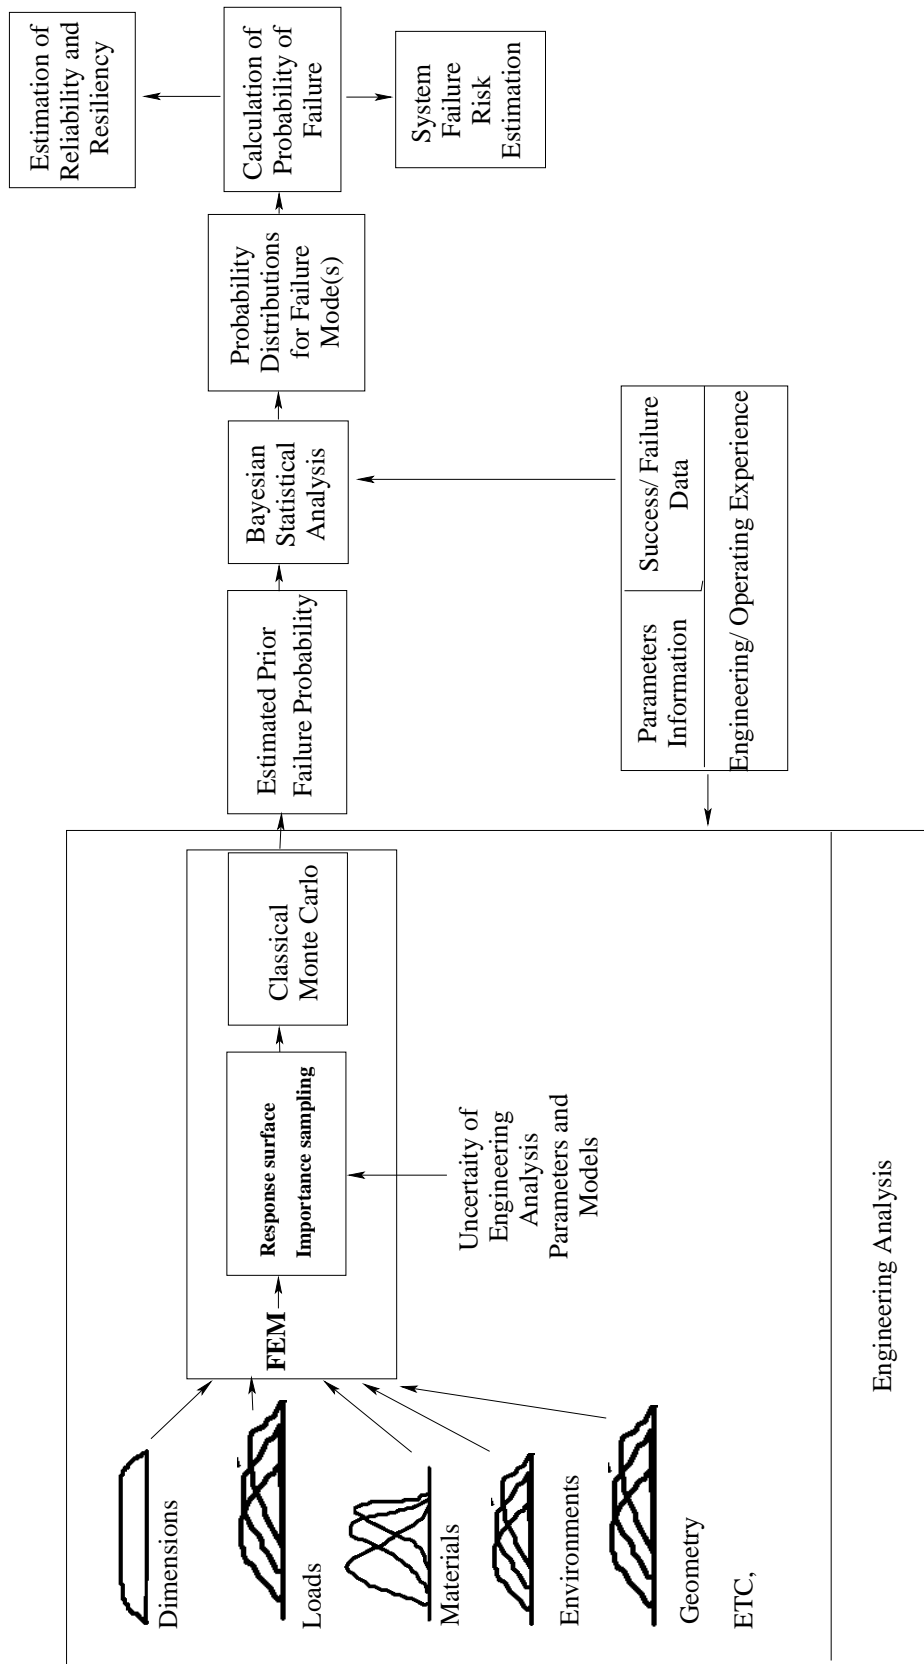 Dimensions
Loads
Materials
Environments
Geometry
ETC,
FEM
Response surface
Importance sampling
Uncertaity of
Engineering
Analysis
Parameters and
Models
Classical
Monte Carlo
Engineering Analysis
Estimated Prior
Failure Probability
Bayesian
Statistical
Analysis
Parameters
Information
Success/ Failure
Data
Engineering/ Operating Experience
Probability
Distributions
for Failure
Mode(s)
Calculation of
Probability of
Failure
Estimation of
Reliability and
Resiliency
System
Failure
Risk
Estimation